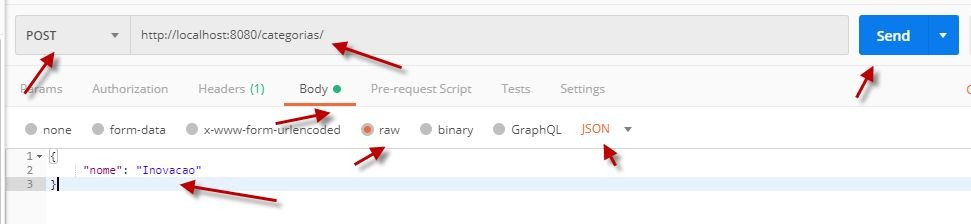 POST http://localhost:8080/categorias/ Send
Params Authorization Headers (1) Body Pre-request Script Tests Settings
none form-data x-www-form-urlencoded raw binary GraphQL JSON
1 {
2 "nome": "Inovacao"
3 }